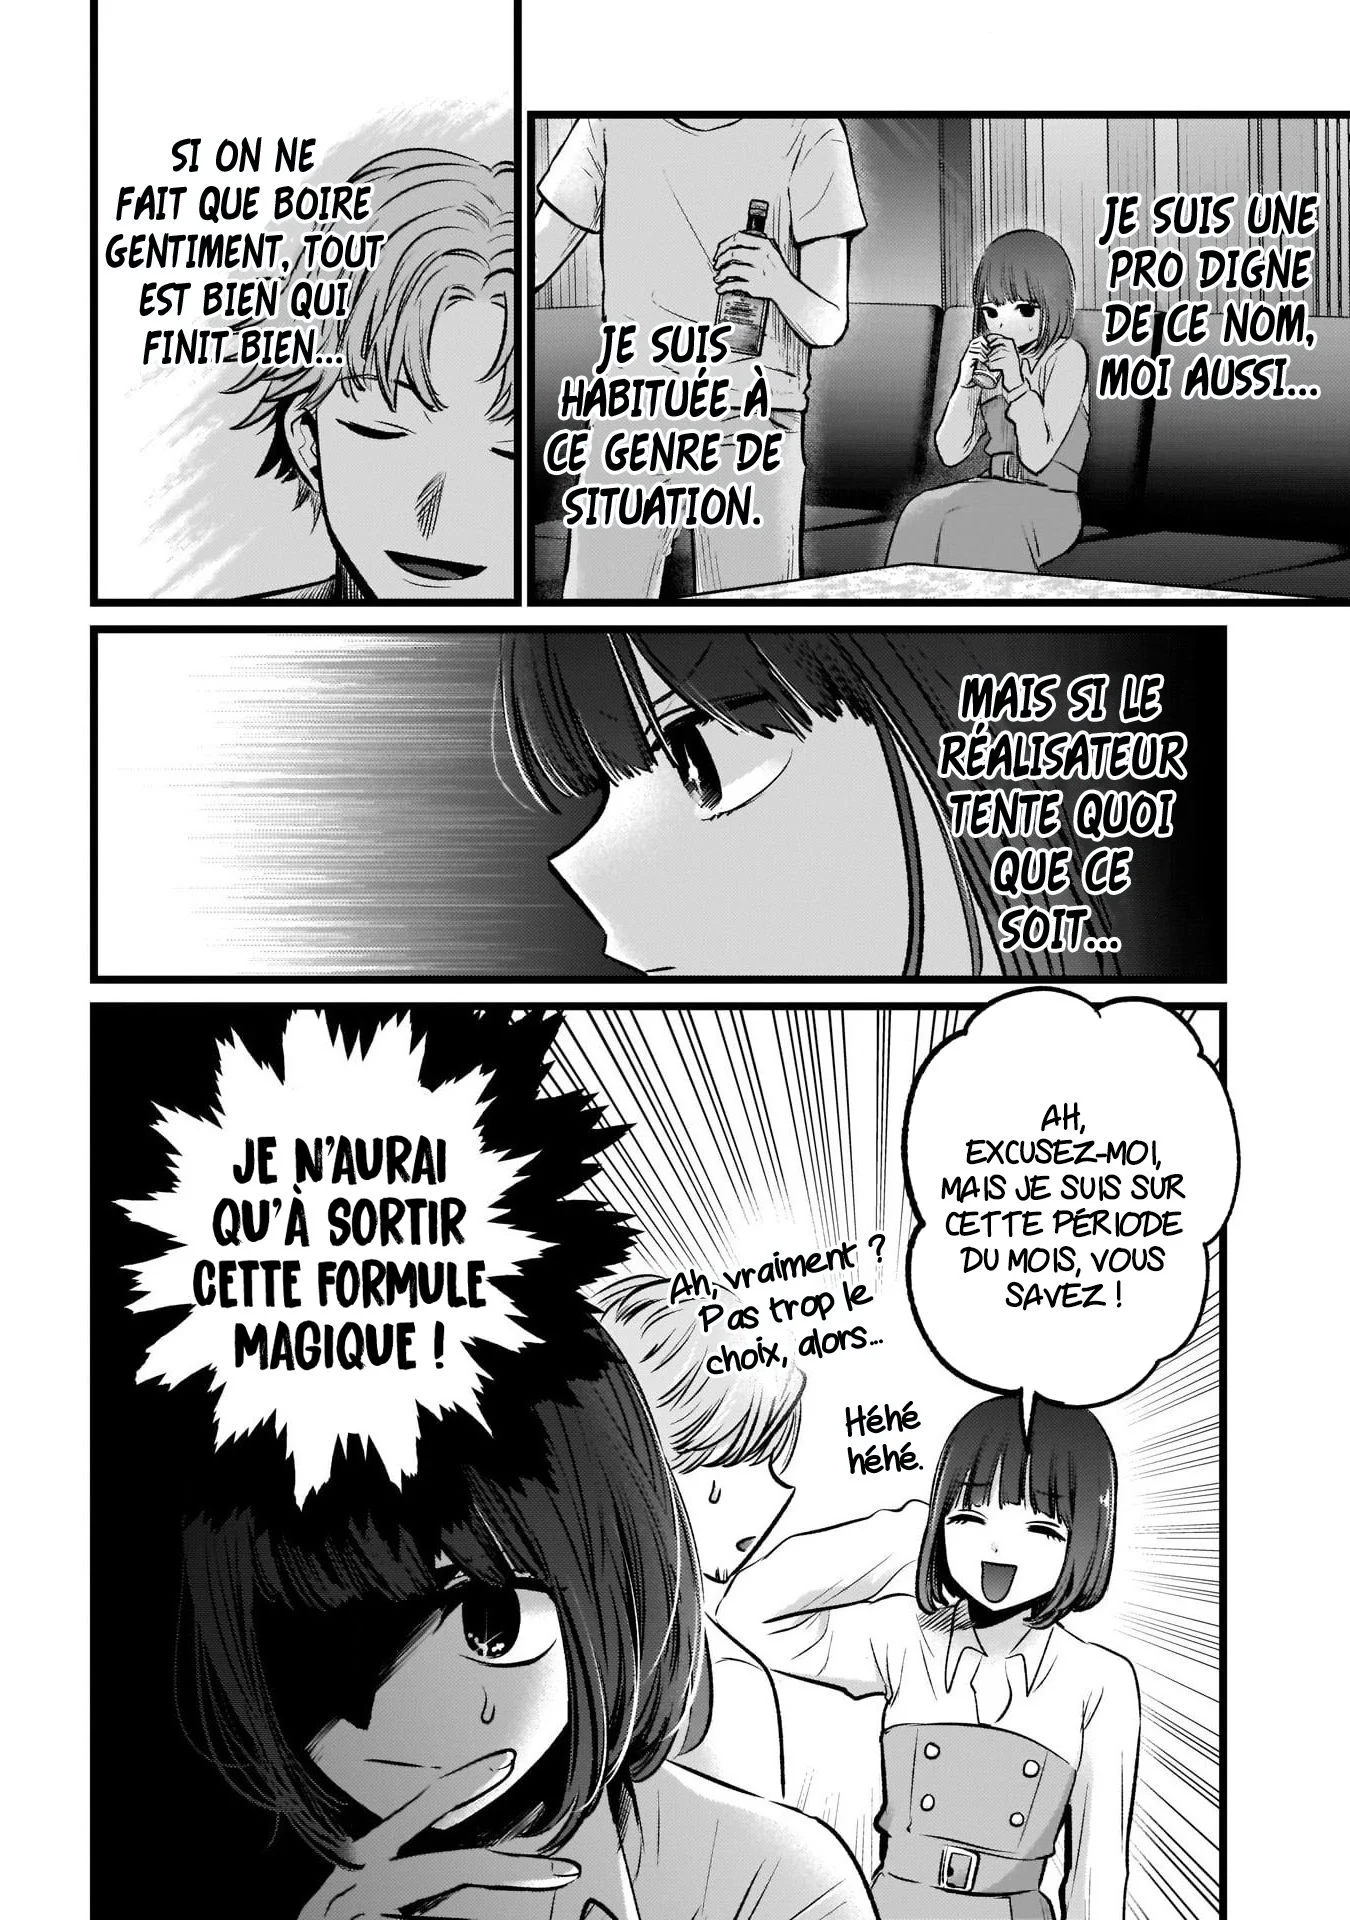 JE SUIS UNE
PRO DIGNE
DE CE NOM,
MOI AUSSI...
JE SUIS
HABITUÉE À
CE GENRE DE
SITUATION.
SI ON NE
FAIT QUE BOIRE
GENTIMENT, TOUT
EST BIEN QUI
FINIT BIEN...
MAIS SI LE
RÉALISATEUR
TENTE QUOI
QUE CE
SOIT...
AH,
EXCUSEZ-MOI,
MAIS JE SUIS SUR
CETTE PÉRIODE
DU MOIS, VOUS
SAVEZ !
Ah, vraiment ?
Pas trop le
choix, alors...
Héhé
héhé.
JE N'AURAI
QU'À SORTIR
CETTE FORMULE
MAGIQUE !